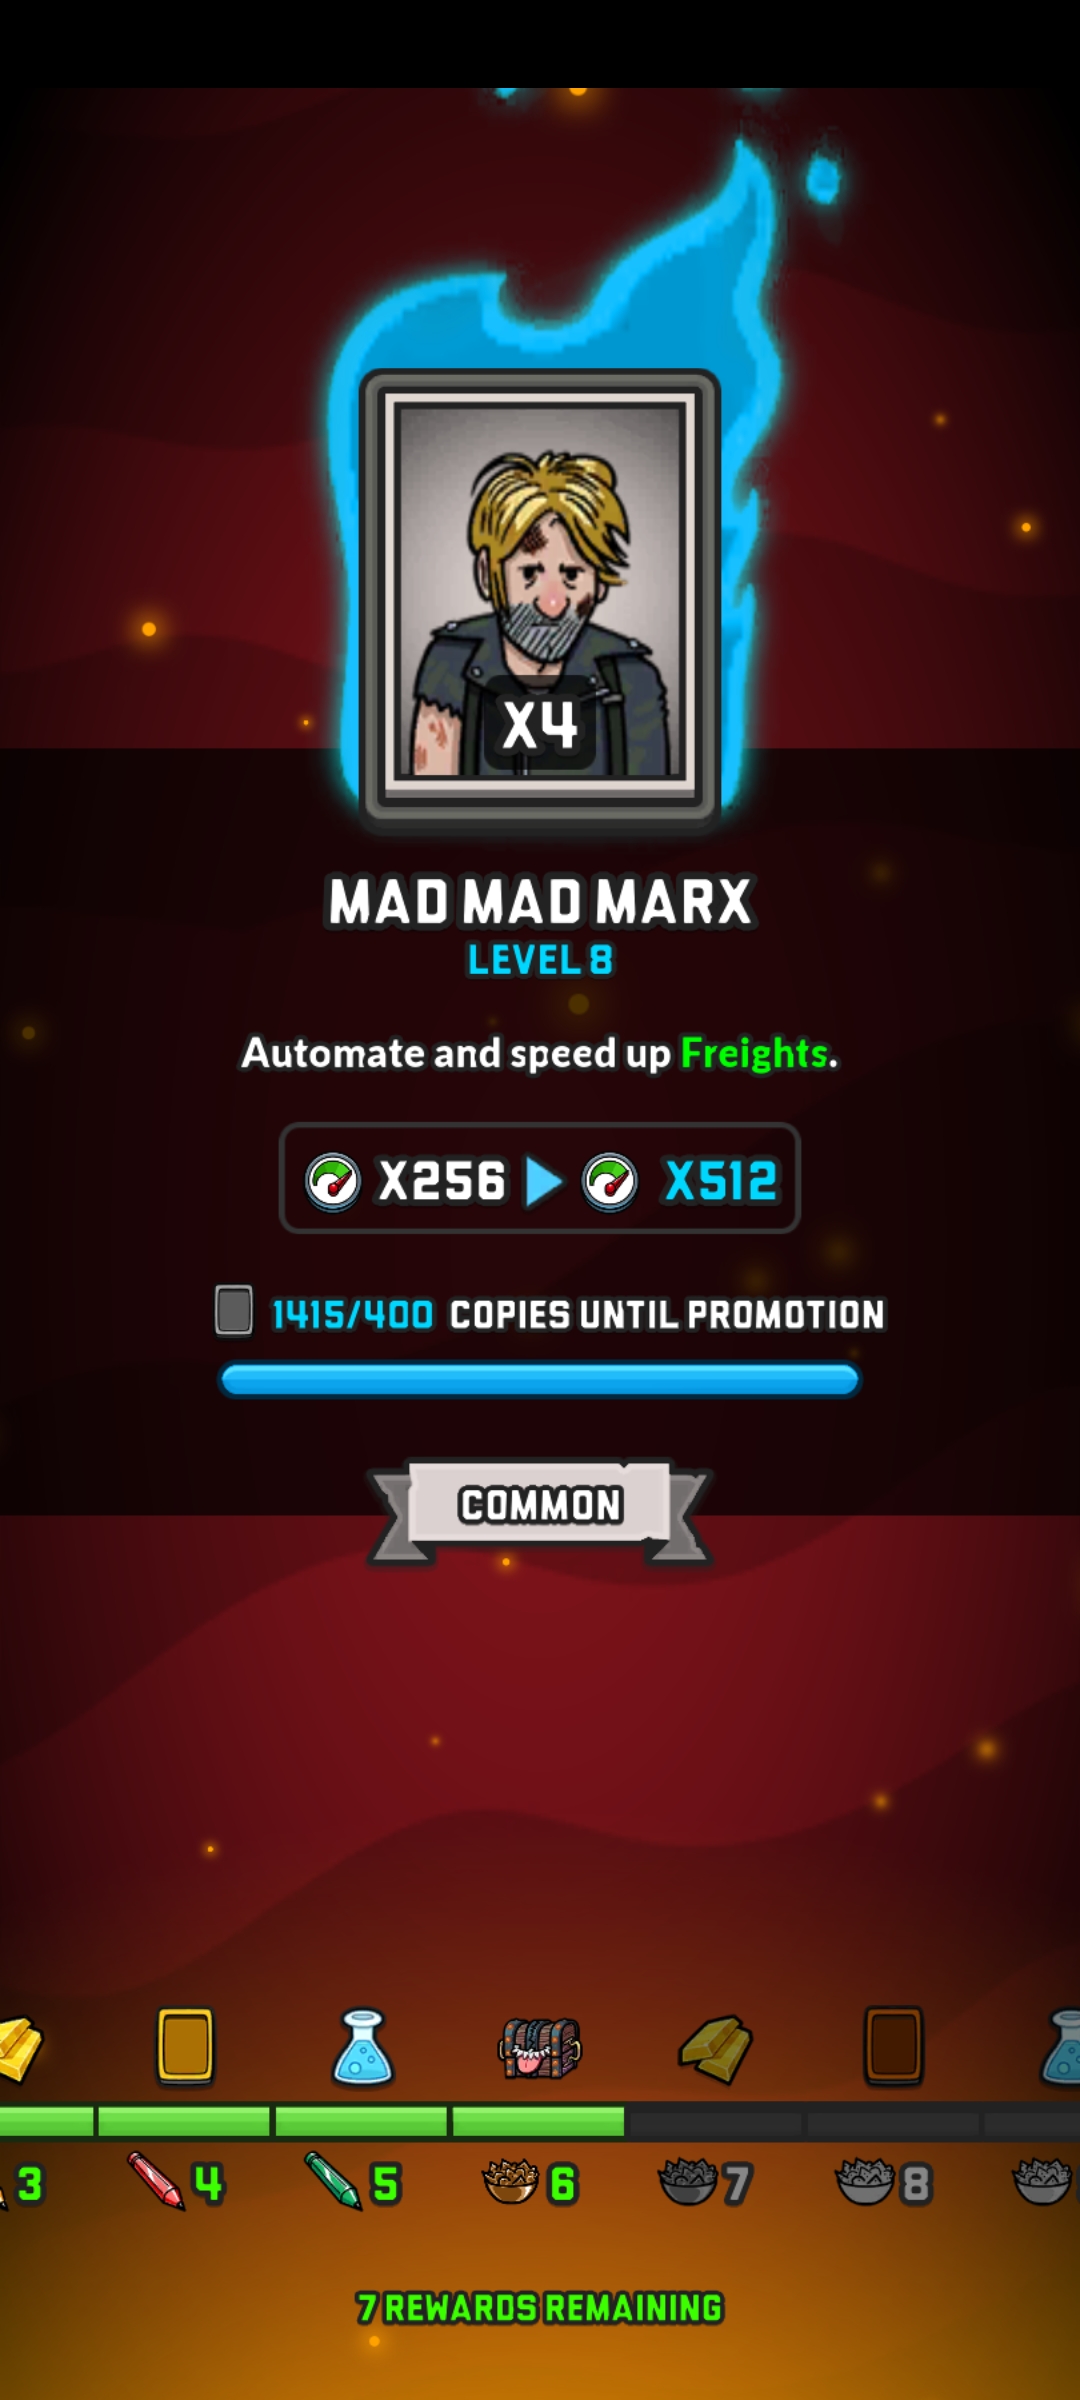 X4
MAD MAD MARX
LEVEL 8
Automate and speed up Freights.
X256 X512
1415/400 COPIES UNTIL PROMOTION
COMMON
3 4 5 6 7 8
7 REWARDS REMAINING